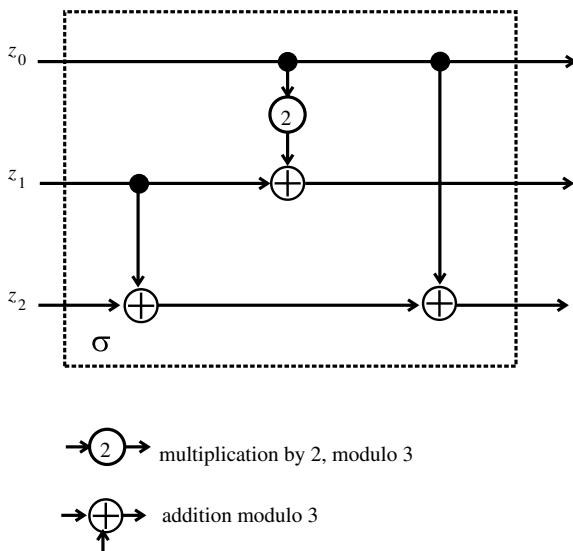 z0
2
z1
z2
σ
2 multiplication by 2, modulo 3
addition modulo 3